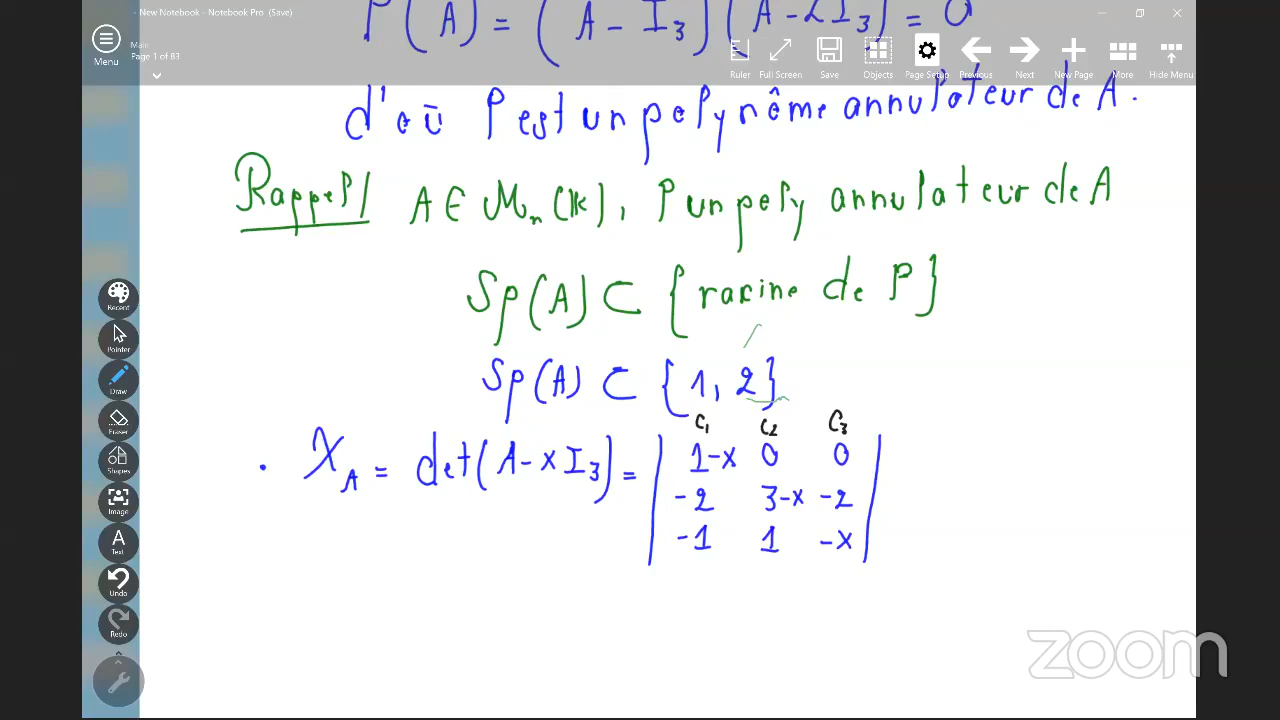 - New Notebook - Notebook Pro (Save)
P(A) = (A - I₃)(A - 2I₃) = 0
Menu
Main
Page 1 of 83
Ruler Full Screen Save Objects Page Setup Previous Next New Page More Hide Menu
d'où P est un polynôme annulateur de A.
Rappel/ A ∈ Mₙ(K), P un poly annulateur de A
Sp(A) ⊂ {racine de P}
Sp(A) ⊂ {1, 2}
C₁ C₂ C₃
. X_A = det(A - xI₃) = | 1-x 0 0 |
| -2 3-x -2 |
| -1 1 -x |
Recent
Pointer
Draw
Eraser
Shapes
Image
Text
Undo
Redo
zoom